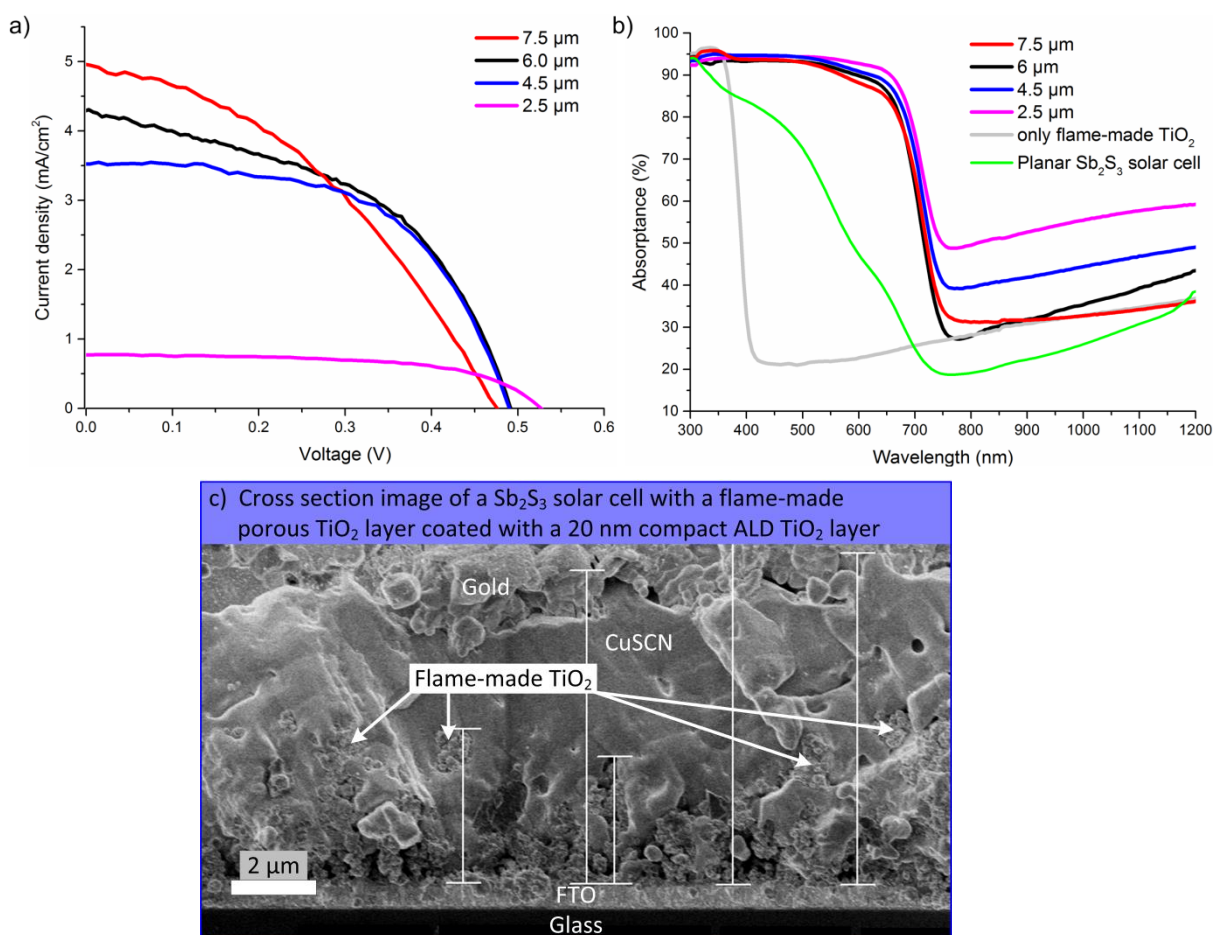 a)
7.5 µm
6.0 µm
4.5 µm
2.5 µm
5
4
3
2
1
0
Current density (mA/cm²)
0.0 0.1 0.2 0.3 0.4 0.5 0.6
Voltage (V)
b)
7.5 µm
6 µm
4.5 µm
2.5 µm
only flame-made TiO₂
Planar Sb₂S₃ solar cell
100
90
80
70
60
50
40
30
20
10
Absorptance (%)
300 400 500 600 700 800 900 1000 1100 1200
Wavelength (nm)
c) Cross section image of a Sb₂S₃ solar cell with a flame-made
porous TiO₂ layer coated with a 20 nm compact ALD TiO₂ layer
Gold
CuSCN
Flame-made TiO₂
2 µm
FTO
Glass